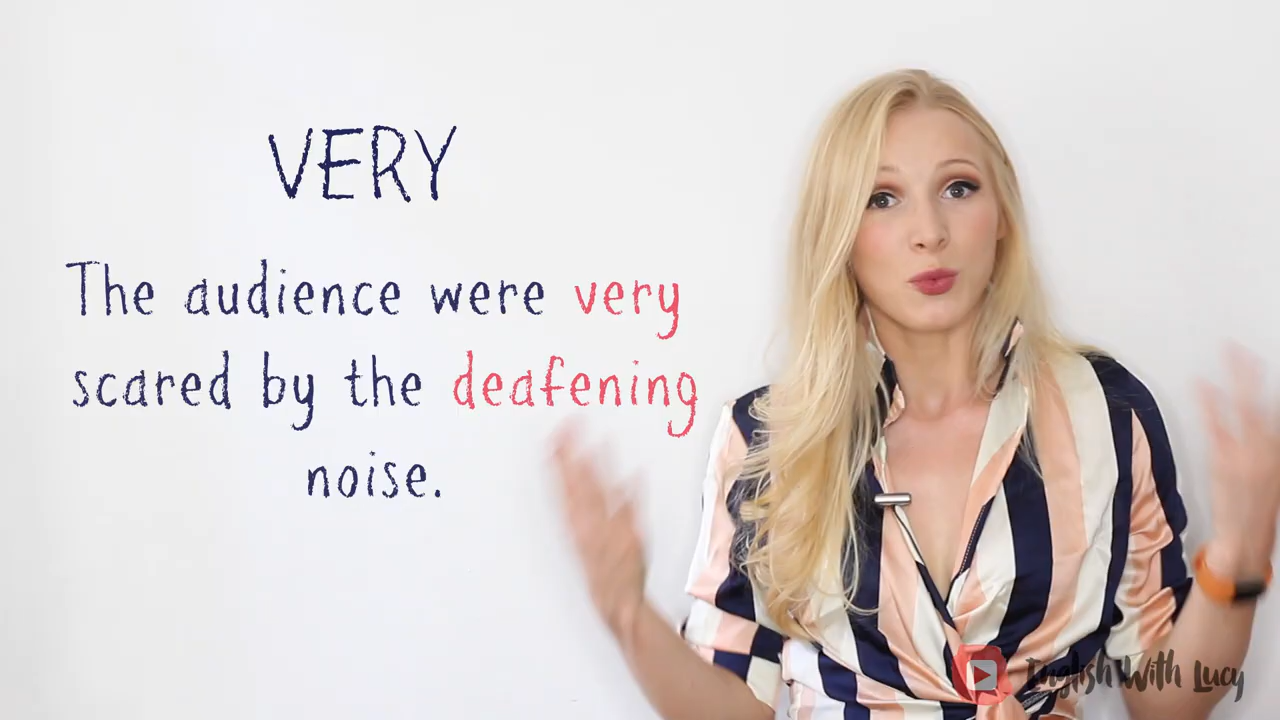 VERY
The audience were very
scared by the deafening
noise.
English With Lucy